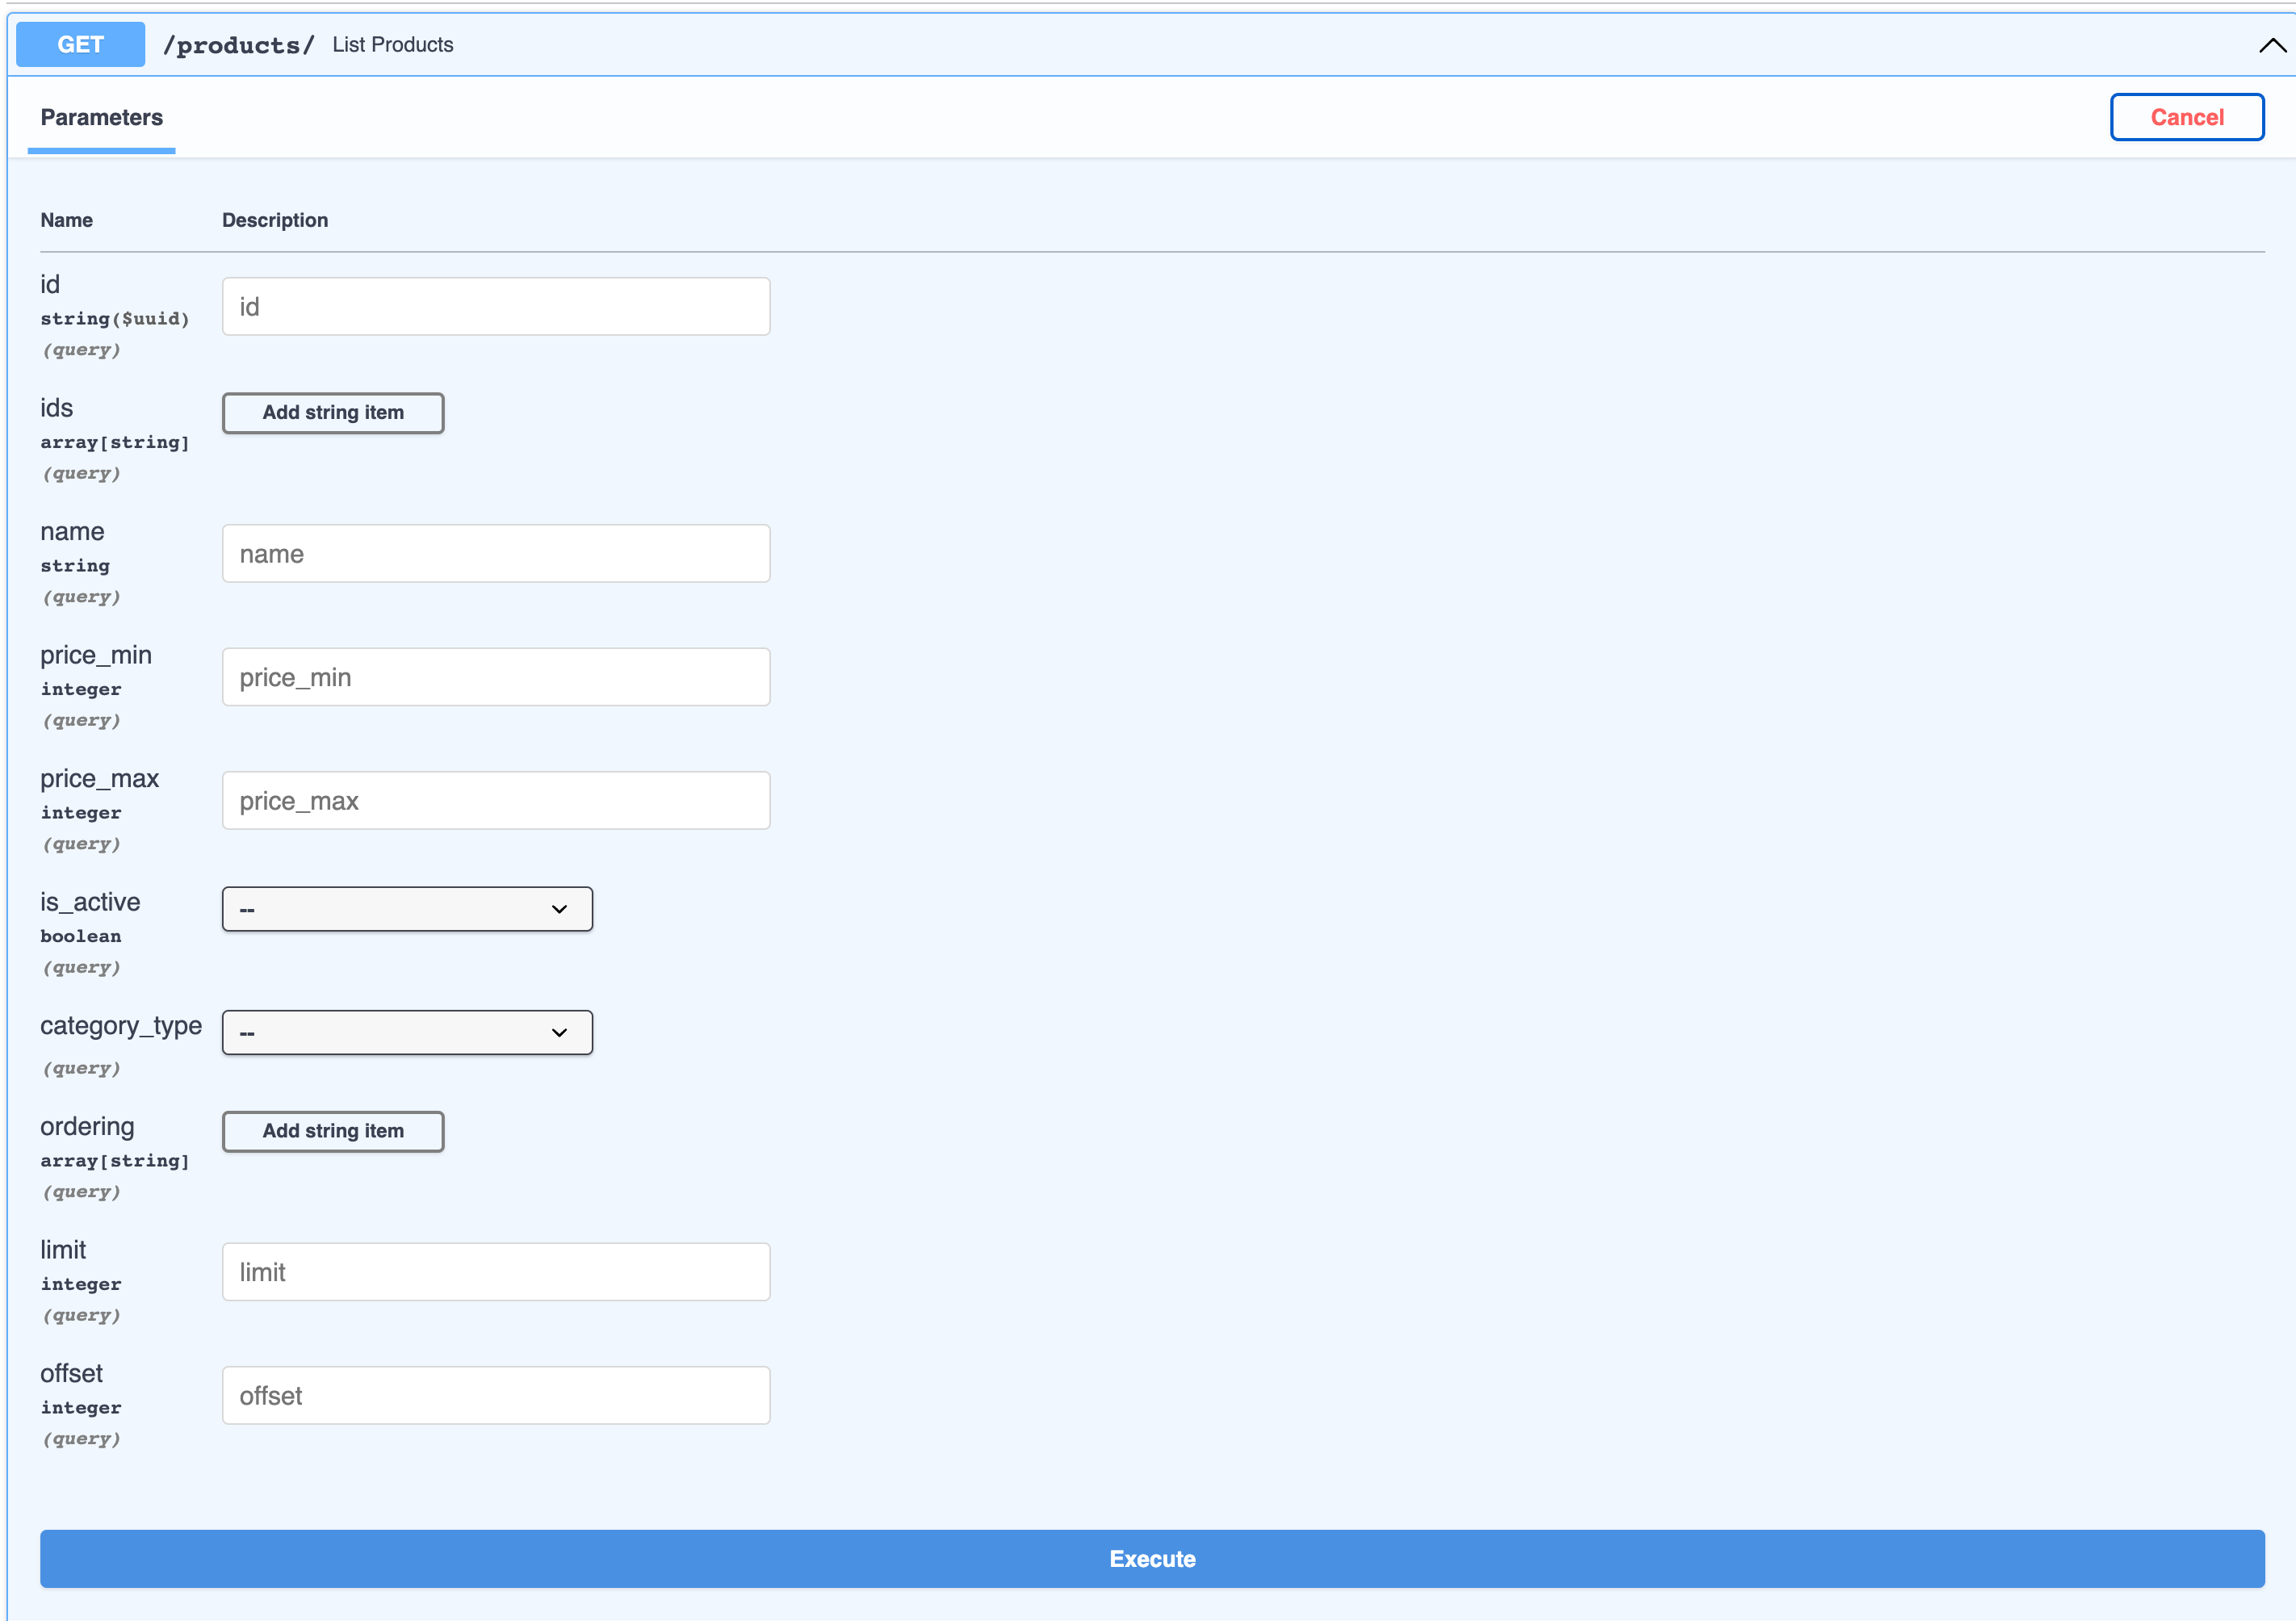 GET /products/ List Products
Parameters Cancel
Name Description
id id
string($uuid)
(query)
ids Add string item
array[string]
(query)
name name
string
(query)
price_min price_min
integer
(query)
price_max price_max
integer
(query)
is_active --
boolean
(query)
category_type --
(query)
ordering Add string item
array[string]
(query)
limit limit
integer
(query)
offset offset
integer
(query)
Execute